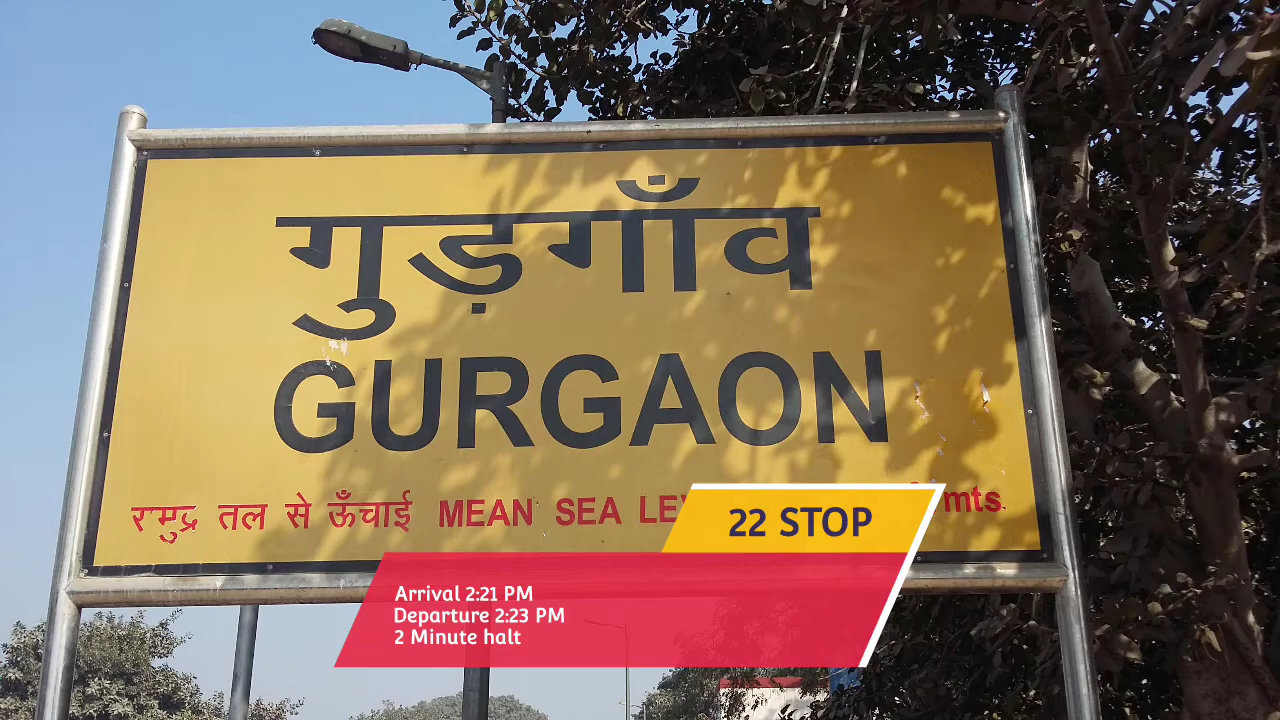 गुड़गाँव
GURGAON
समुद्र तल से ऊँचाई MEAN SEA LE mts.
22 STOP
Arrival 2:21 PM
Departure 2:23 PM
2 Minute halt